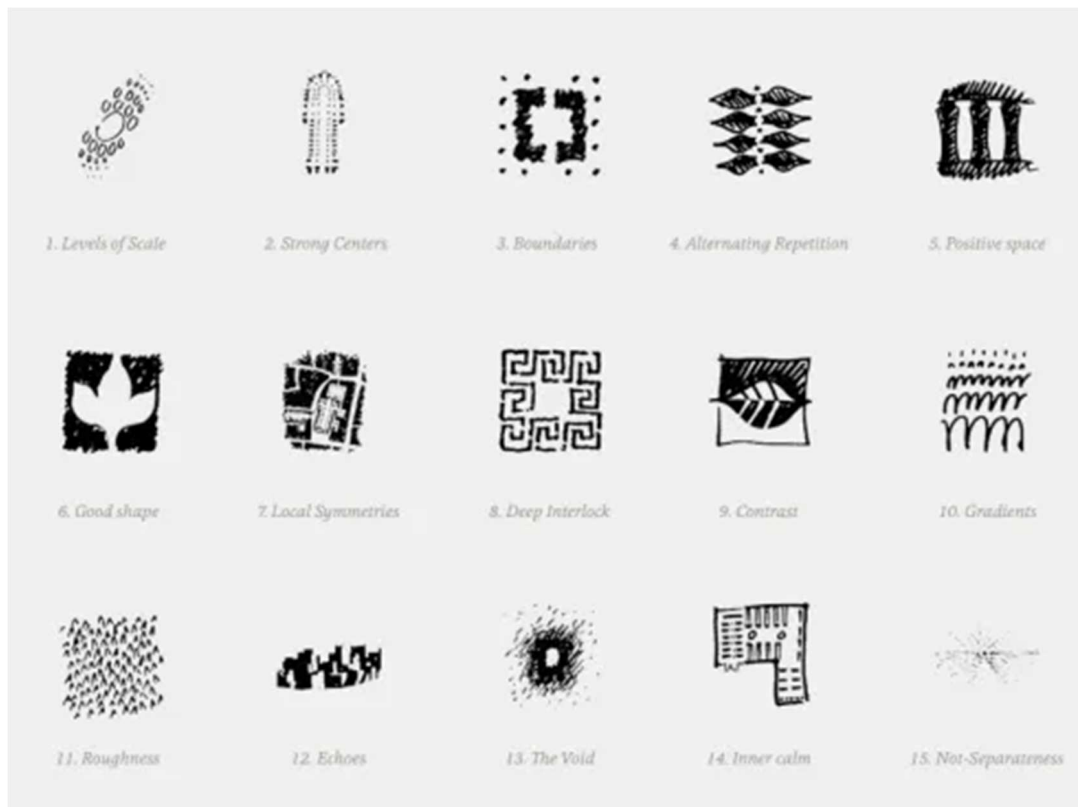 1. Levels of Scale
2. Strong Centers
3. Boundaries
4. Alternating Repetition
5. Positive space
6. Good shape
7. Local Symmetries
8. Deep Interlock
9. Contrast
10. Gradients
11. Roughness
12. Echoes
13. The Void
14. Inner calm
15. Not-Separateness